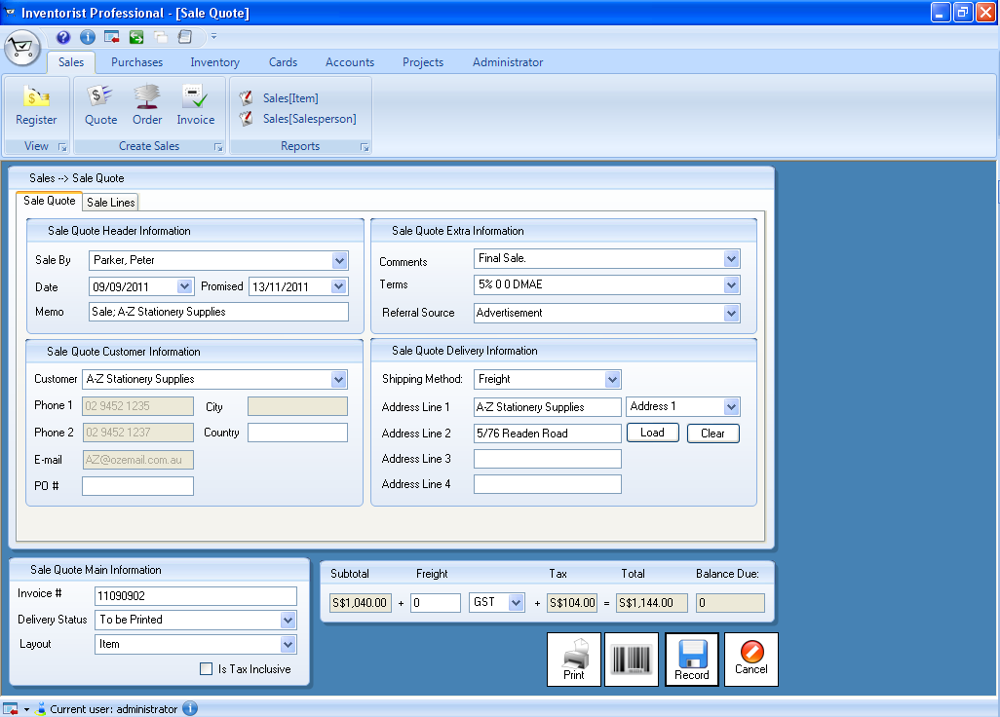 Inventorist Professional - [Sale Quote]
Sales Purchases Inventory Cards Accounts Projects Administrator
Register Quote Order Invoice
Sales[Item]
Sales[Salesperson]
View Create Sales Reports
Sales --> Sale Quote
Sale Quote Sale Lines
Sale Quote Header Information
Sale By Parker, Peter
Date 09/09/2011 Promised 13/11/2011
Memo Sale; A-Z Stationery Supplies
Sale Quote Extra Information
Comments Final Sale.
Terms 5% 0 0 DMAE
Referral Source Advertisement
Sale Quote Customer Information
Customer A-Z Stationery Supplies
Phone 1 02 9452 1235 City
Phone 2 02 9452 1237 Country
E-mail AZ@ozemail.com.au
PO #
Sale Quote Delivery Information
Shipping Method: Freight
Address Line 1 A-Z Stationery Supplies Address 1
Address Line 2 5/76 Readen Road Load Clear
Address Line 3
Address Line 4
Sale Quote Main Information
Invoice # 11090902
Delivery Status To be Printed
Layout Item
Is Tax Inclusive
Subtotal Freight Tax Total Balance Due:
S$1,040.00 + 0 GST + S$104.00 = S$1,144.00 0
Print Record Cancel
Current user: administrator